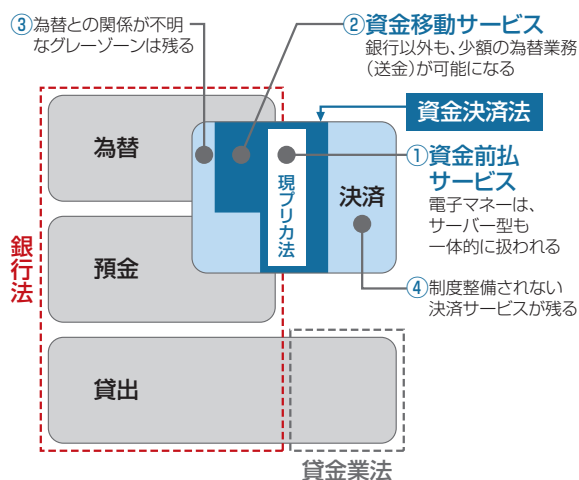 ③為替との関係が不明
なグレーゾーンは残る
②資金移動サービス
銀行以外も、少額の為替業務
（送金）が可能になる
資金決済法
為替
現プリカ法
決済
①資金前払
サービス
電子マネーは、
サーバー型も
一体的に扱われる
銀行法
預金
④制度整備されない
決済サービスが残る
貸出
貸金業法